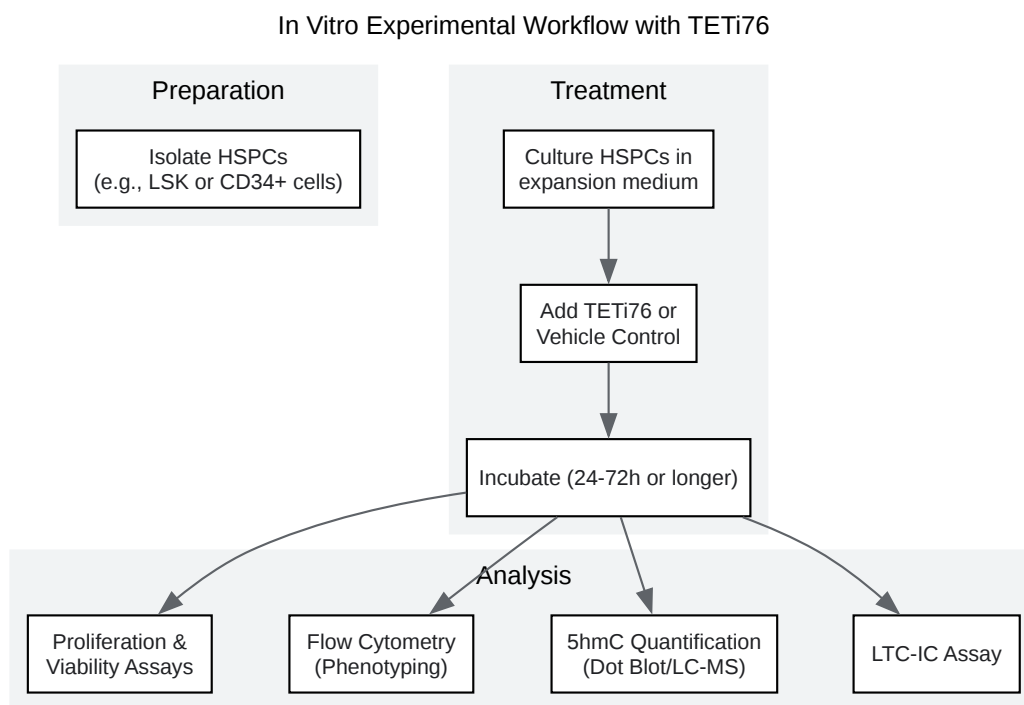 In Vitro Experimental Workflow with TETi76
Preparation
Isolate HSPCs
(e.g., LSK or CD34+ cells)
Treatment
Culture HSPCs in
expansion medium
Add TETi76 or
Vehicle Control
Incubate (24-72h or longer)
Analysis
Proliferation &
Viability Assays
Flow Cytometry
(Phenotyping)
5hmC Quantification
(Dot Blot/LC-MS)
LTC-IC Assay